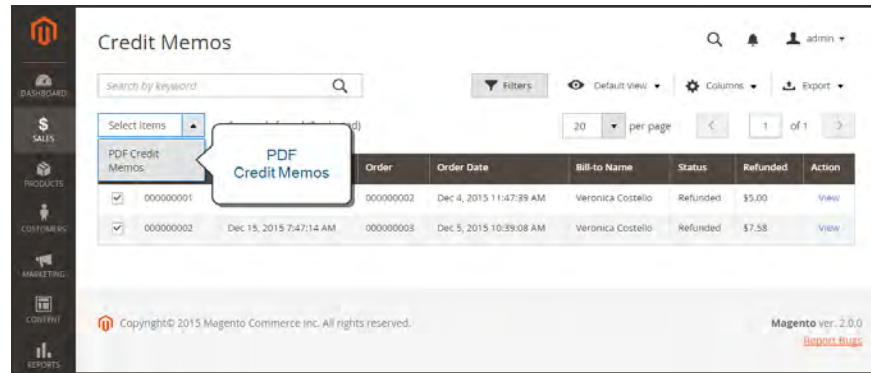 Credit Memos
admin
DASHBOARD
Search by keyword
Filters
Default View
Columns
Export
$
SALES
Select Items
20
per page
1
of 1
PDF Credit
Memos
PDF
Credit Memos
PRODUCTS
Order
Order Date
Bill-to Name
Status
Refunded
Action
000000001
000000002
Dec 4, 2015 11:47:39 AM
Veronica Costello
Refunded
$5.00
View
CUSTOMERS
000000002
Dec 15, 2015 7:47:14 AM
000000003
Dec 5, 2015 10:39:08 AM
Veronica Costello
Refunded
$7.58
View
MARKETING
CONTENT
Copyright© 2015 Magento Commerce Inc. All rights reserved.
Magento ver. 2.0.0
Report Bugs
REPORTS